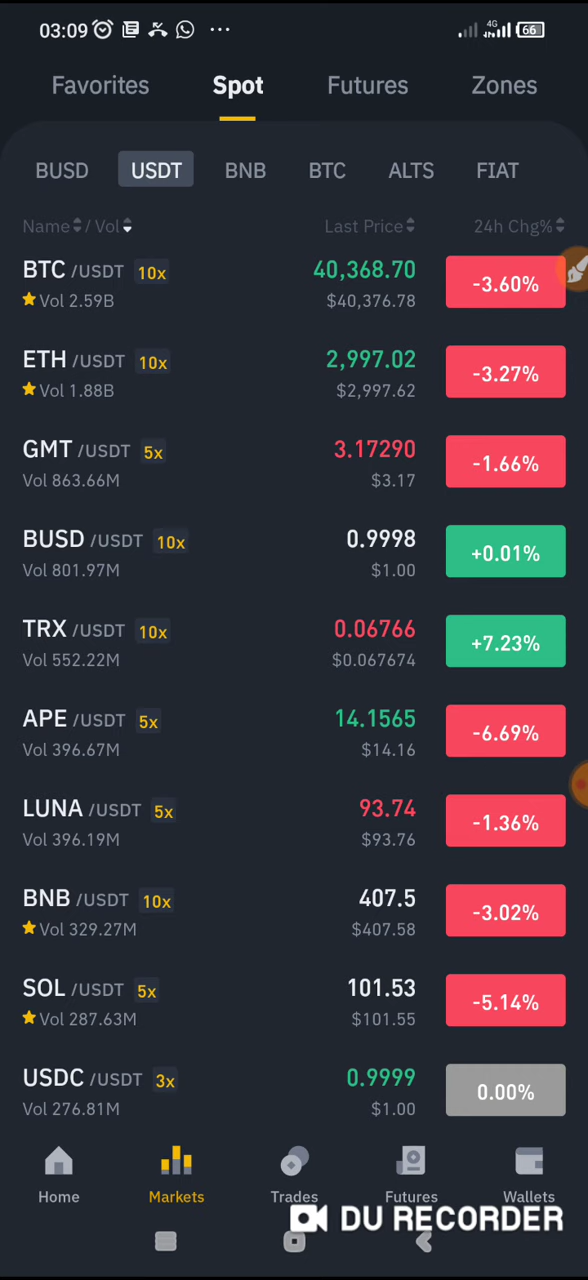 03:09 ... 4G 66
Favorites Spot Futures Zones
BUSD USDT BNB BTC ALTS FIAT
Name / Vol Last Price 24h Chg%
BTC /USDT 10x 40,368.70 -3.60%
Vol 2.59B $40,376.78
ETH /USDT 10x 2,997.02 -3.27%
Vol 1.88B $2,997.62
GMT /USDT 5x 3.17290 -1.66%
Vol 863.66M $3.17
BUSD /USDT 10x 0.9998 +0.01%
Vol 801.97M $1.00
TRX /USDT 10x 0.06766 +7.23%
Vol 552.22M $0.067674
APE /USDT 5x 14.1565 -6.69%
Vol 396.67M $14.16
LUNA /USDT 5x 93.74 -1.36%
Vol 396.19M $93.76
BNB /USDT 10x 407.5 -3.02%
Vol 329.27M $407.58
SOL /USDT 5x 101.53 -5.14%
Vol 287.63M $101.55
USDC /USDT 3x 0.9999 0.00%
Vol 276.81M $1.00
Home Markets Trades Futures Wallets
DU RECORDER